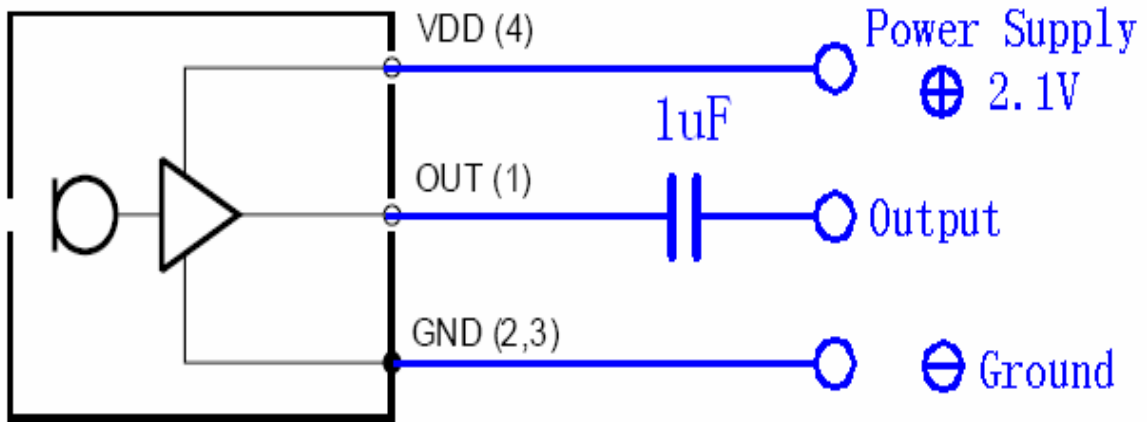 VDD (4)
Power Supply
⊕ 2.1V
1uF
OUT (1)
Output
GND (2,3)
⊖ Ground